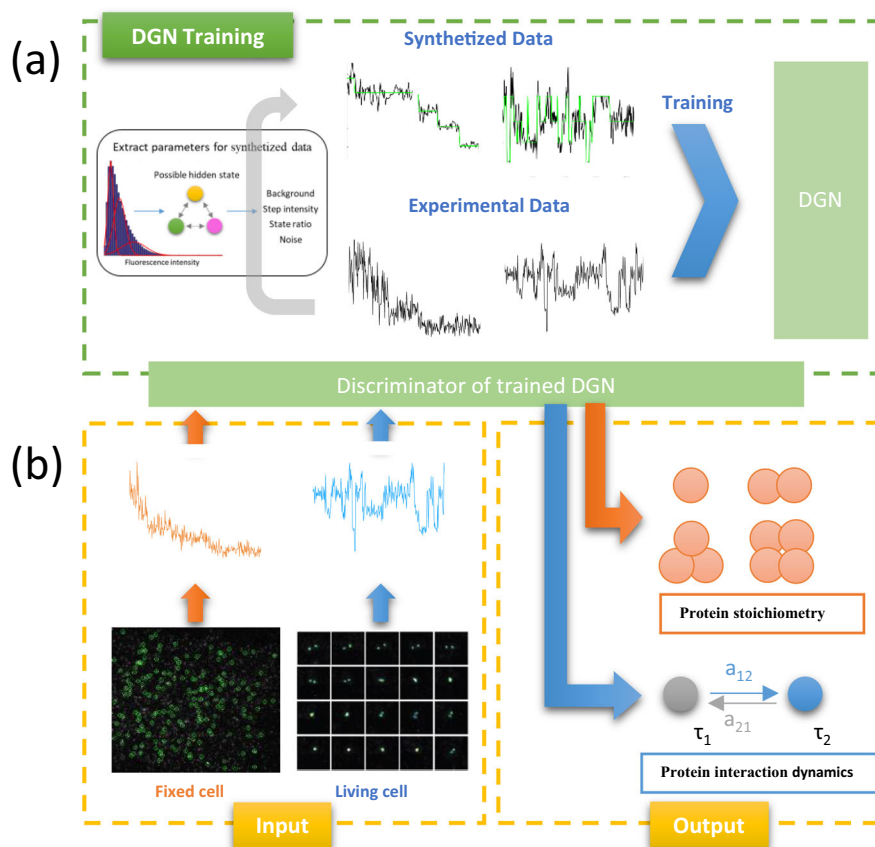 (a)
DGN Training
Synthetized Data
Training
Extract parameters for synthetized data
Possible hidden state
Background
Step intensity
State ratio
Noise
Fluorescence intensity
Experimental Data
DGN
Discriminator of trained DGN
(b)
Fixed cell
Living cell
Input
Protein stoichiometry
a12
a21
τ1
τ2
Protein interaction dynamics
Output